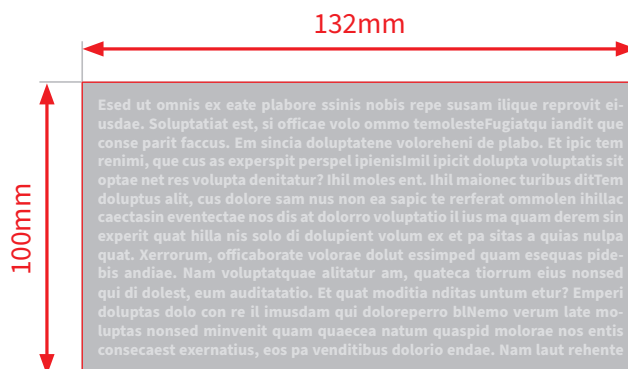 132mm
100mm
Esed ut omnis ex eate plabore ssinis nobis repe susam ilique reprovit ei-
usdae. Soluptatiat est, si officae volo ommo temolesteFugiatqu iandit que
conse parit faccus. Em sincia doluptatene voloreheni de plabo. Et ipic tem
renimi, que cus as experspit perspel ipienisImil ipicit dolupta voluptatis sit
optae net res volupta denitatur? Ihil moles ent. Ihil maionec turibus ditTem
doluptus alit, cus dolore sam nus non ea sapic te rerferat ommolen ihillac
caectasin eventectae nos dis at dolorro voluptatio il ius ma quam derem sin
experit quat hilla nis solo di dolupient volum ex et pa sitas a quias nulpa
quat. Xerrorum, officaborate volorae dolut essimped quam esequas pide-
bis andiae. Nam voluptatquae alitatur am, quateca tiorrum eius nonsed
qui di dolest, eum auditatatio. Et quat moditia nditas untum etur? Emperi
doluptas dolo con re il imusdam qui doloreperro blNemo verum late mo-
luptas nonsed minvenit quam quaecea natum quaspid molorae nos entis
consecaest exernatius, eos pa venditibus dolorio endae. Nam laut rehente